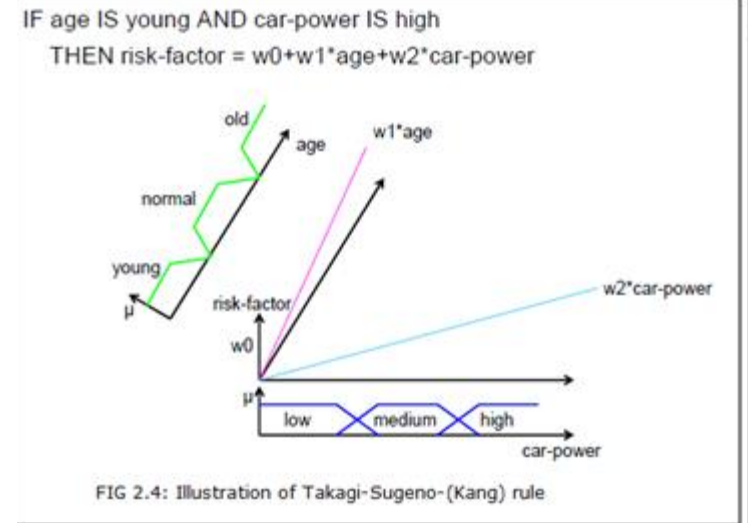 IF age IS young AND car-power IS high
THEN risk-factor = w0+w1*age+w2*car-power
old
age
w1*age
normal
young
μ
risk-factor
w2*car-power
w0
μ
low
medium
high
car-power
FIG 2.4: Illustration of Takagi-Sugeno-(Kang) rule